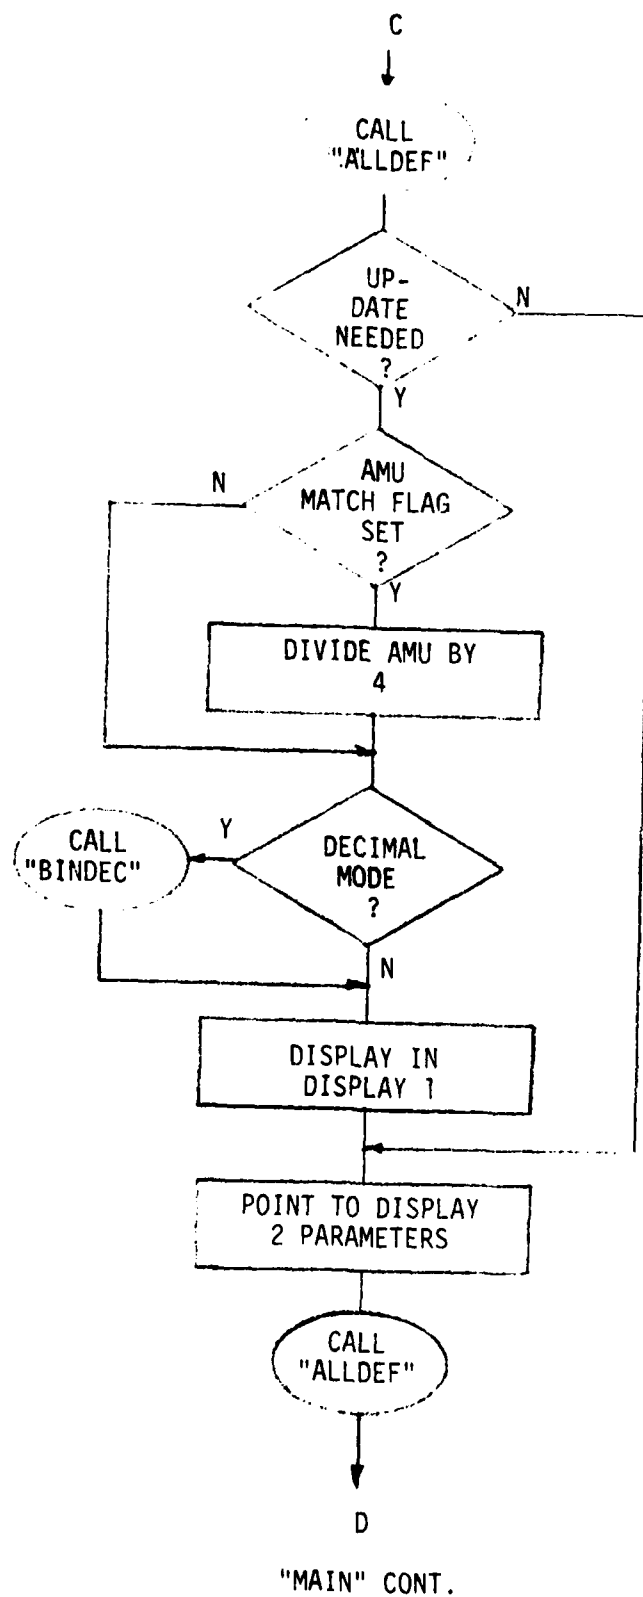 C
CALL
"ALLDEF"
UP-
DATE
NEEDED
?
N
Y
AMU
MATCH FLAG
SET
?
N
Y
DIVIDE AMU BY
4
DECIMAL
MODE
?
Y
CALL
"BINDEC"
N
DISPLAY IN
DISPLAY 1
POINT TO DISPLAY
2 PARAMETERS
CALL
"ALLDEF"
D
"MAIN" CONT.